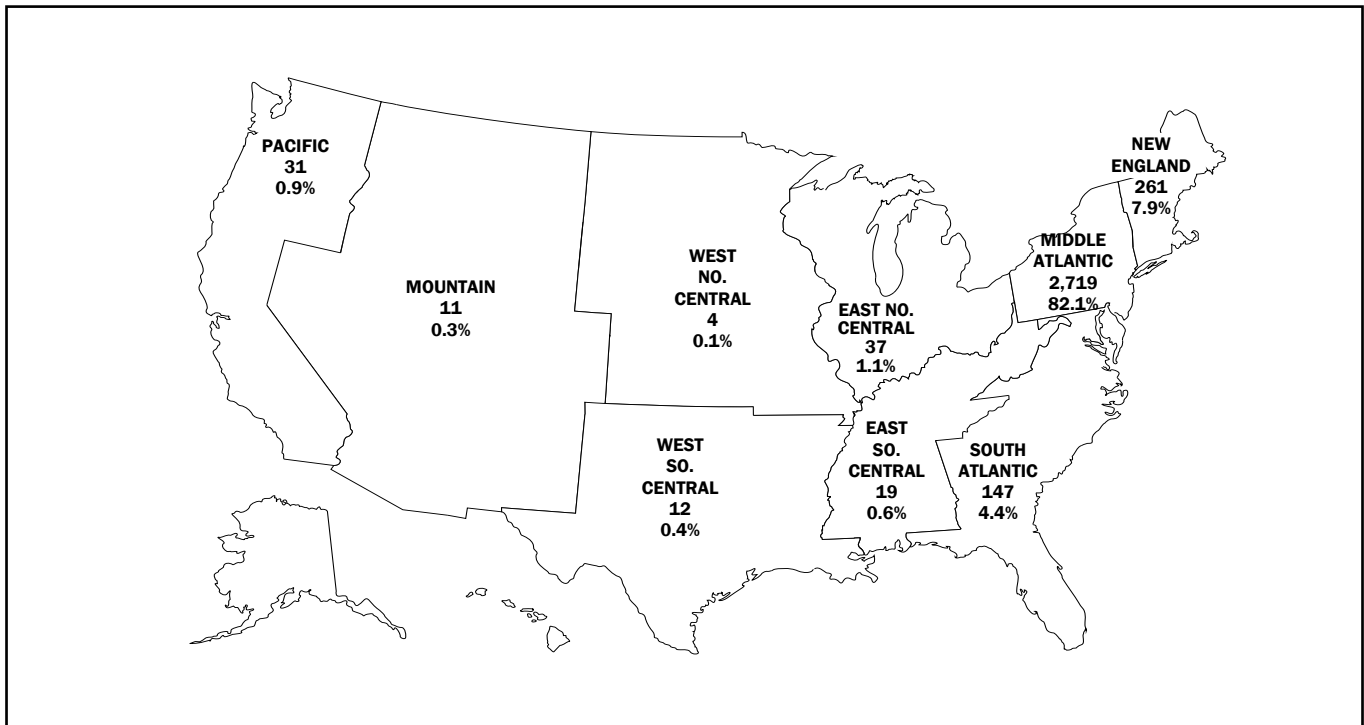 PACIFIC
31
0.9%
MOUNTAIN
11
0.3%
WEST
NO.
CENTRAL
4
0.1%
WEST
SO.
CENTRAL
12
0.4%
EAST NO.
CENTRAL
37
1.1%
EAST
SO.
CENTRAL
19
0.6%
SOUTH
ATLANTIC
147
4.4%
MIDDLE
ATLANTIC
2,719
82.1%
NEW
ENGLAND
261
7.9%